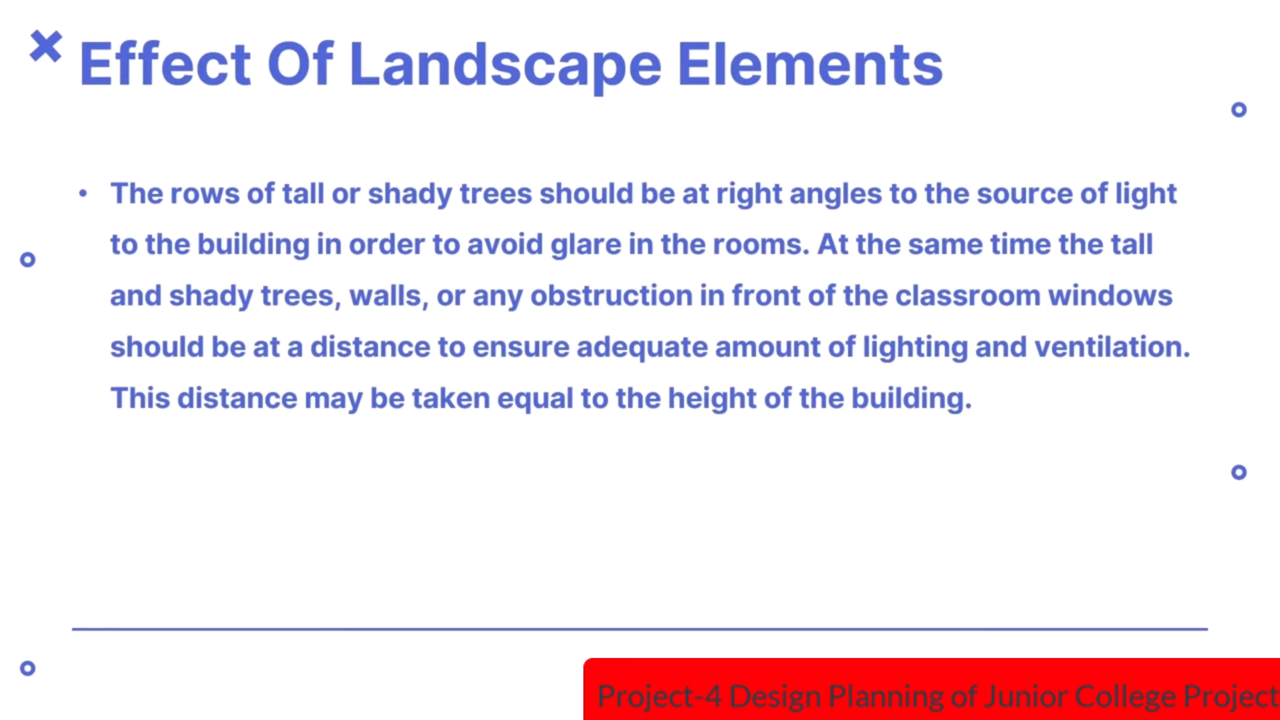 Effect Of Landscape Elements
• The rows of tall or shady trees should be at right angles to the source of light
to the building in order to avoid glare in the rooms. At the same time the tall
and shady trees, walls, or any obstruction in front of the classroom windows
should be at a distance to ensure adequate amount of lighting and ventilation.
This distance may be taken equal to the height of the building.
Project-4 Design Planning of Junior College Project